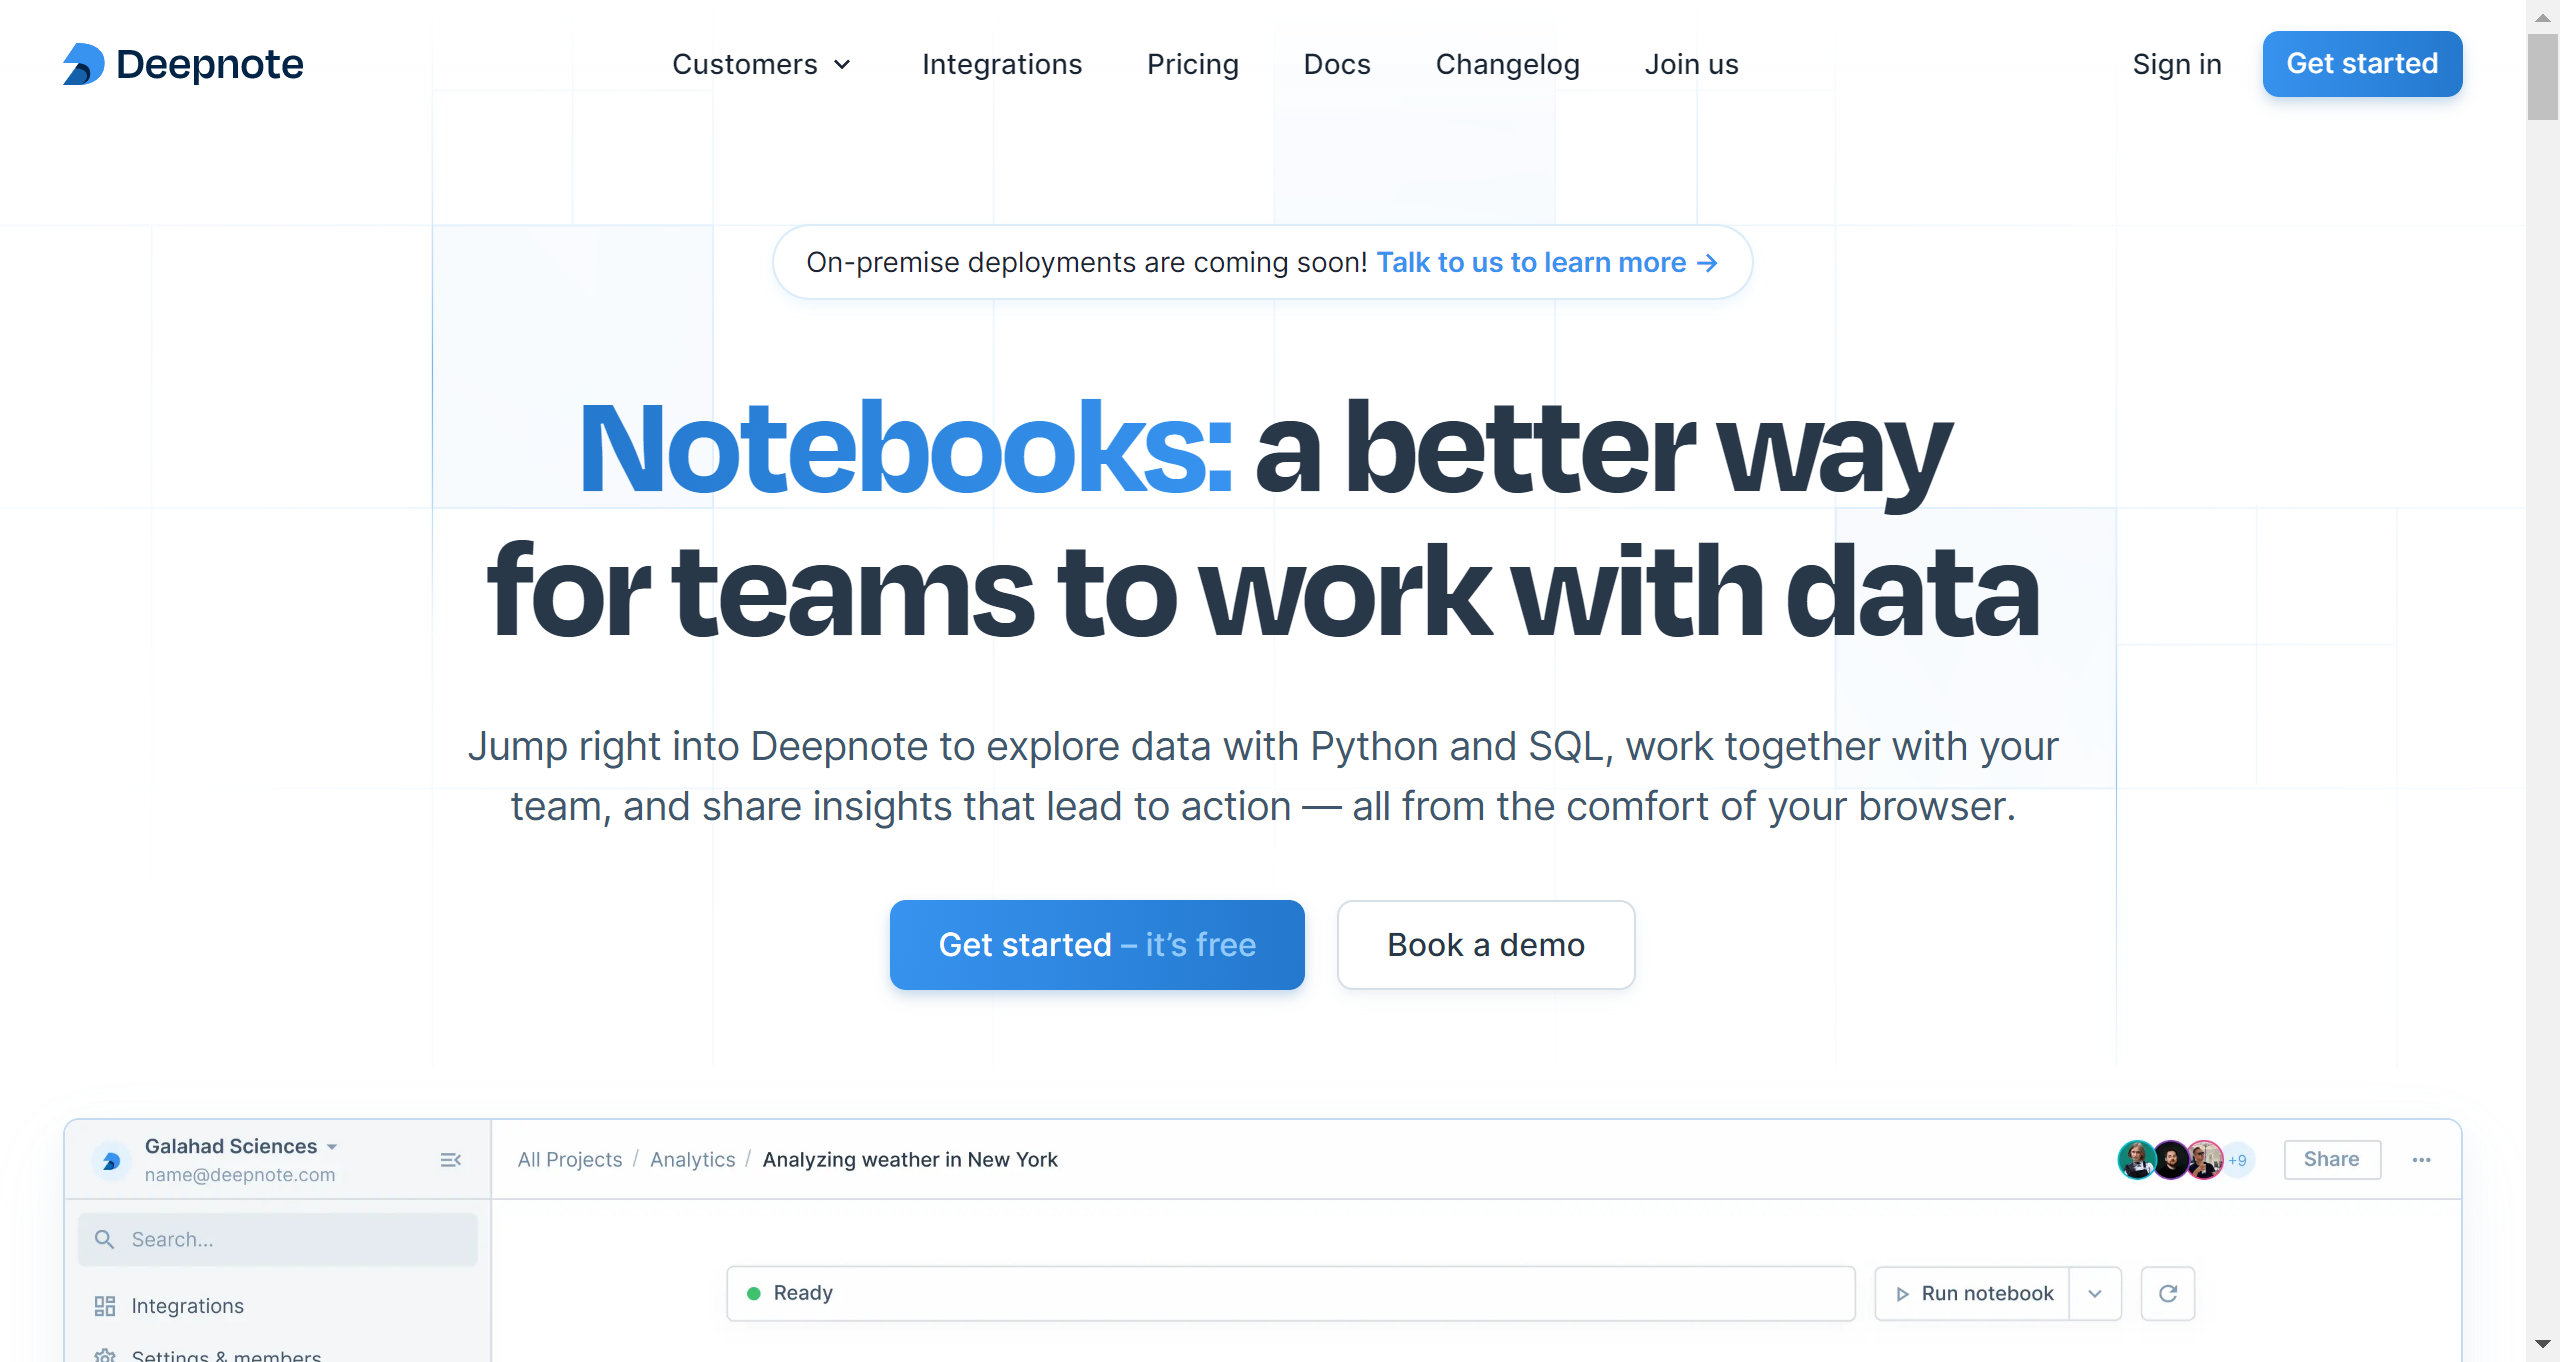 Deepnote
Customers
Integrations
Pricing
Docs
Changelog
Join us
Sign in
Get started
On-premise deployments are coming soon! Talk to us to learn more →
Notebooks: a better way
for teams to work with data
Jump right into Deepnote to explore data with Python and SQL, work together with your
team, and share insights that lead to action — all from the comfort of your browser.
Get started – it’s free
Book a demo
Galahad Sciences
name@deepnote.com
All Projects / Analytics / Analyzing weather in New York
+9
Share
Search...
Ready
Run notebook
Integrations
Settings & members